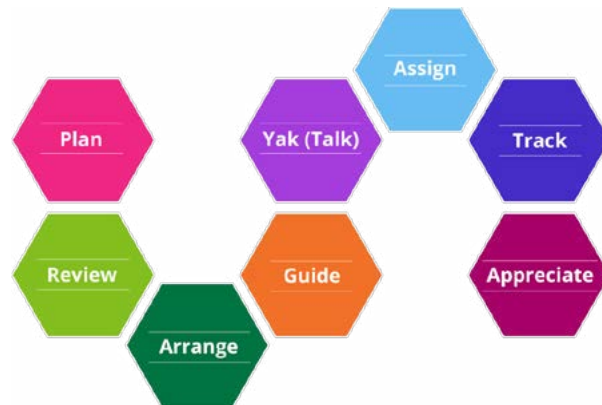 Plan
Review
Arrange
Guide
Yak (Talk)
Assign
Track
Appreciate